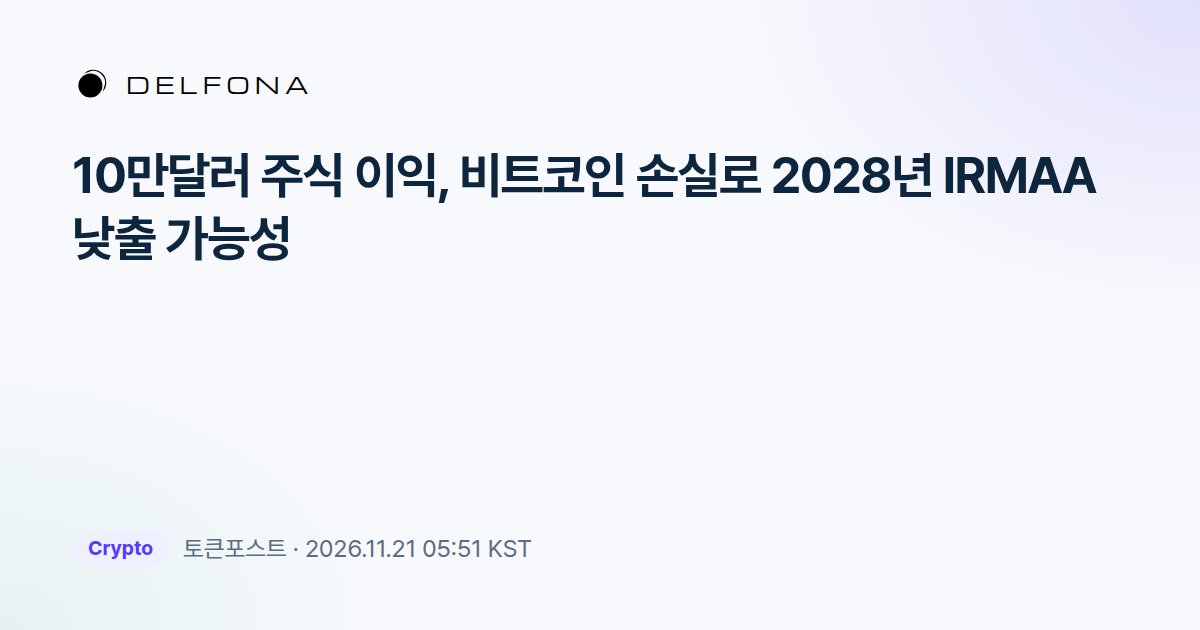 DELFONA
10만달러 주식 이익, 비트코인 손실로 2028년 IRMAA
낮출 가능성
Crypto 토큰포스트 · 2026.11.21 05:51 KST